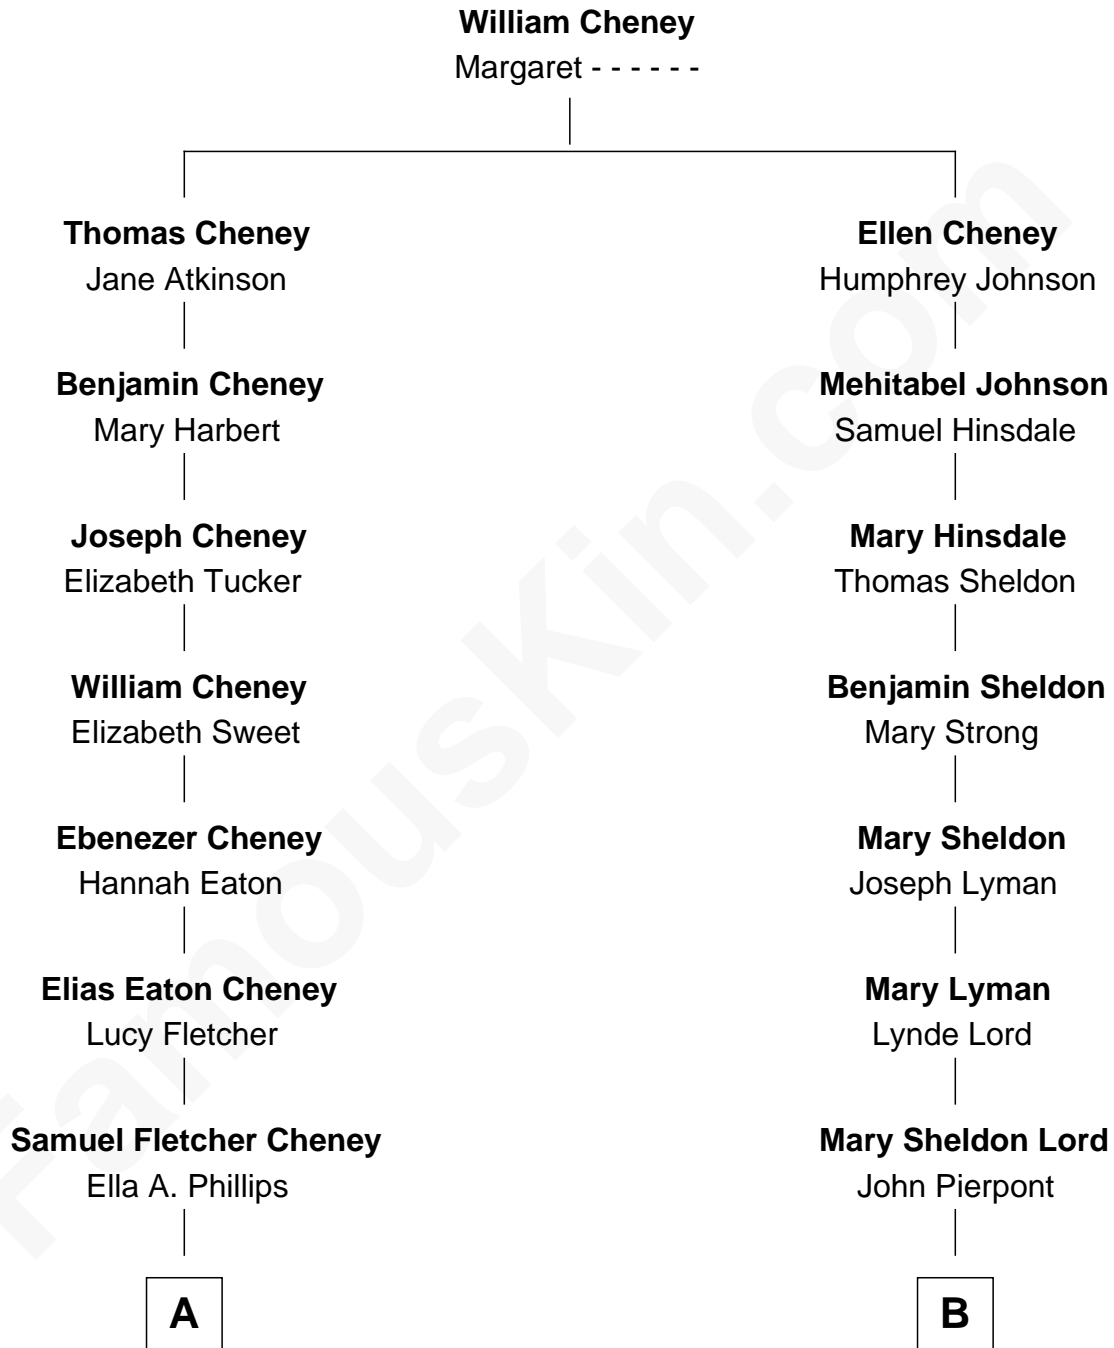 William Cheney
Margaret - - - - - -
Thomas Cheney
Jane Atkinson
Ellen Cheney
Humphrey Johnson
Benjamin Cheney
Mary Harbert
Mehitabel Johnson
Samuel Hinsdale
Joseph Cheney
Elizabeth Tucker
Mary Hinsdale
Thomas Sheldon
William Cheney
Elizabeth Sweet
Benjamin Sheldon
Mary Strong
Ebenezer Cheney
Hannah Eaton
Mary Sheldon
Joseph Lyman
Elias Eaton Cheney
Lucy Fletcher
Mary Lyman
Lynde Lord
Samuel Fletcher Cheney
Ella A. Phillips
Mary Sheldon Lord
John Pierpont
A
B
FamousKin.com